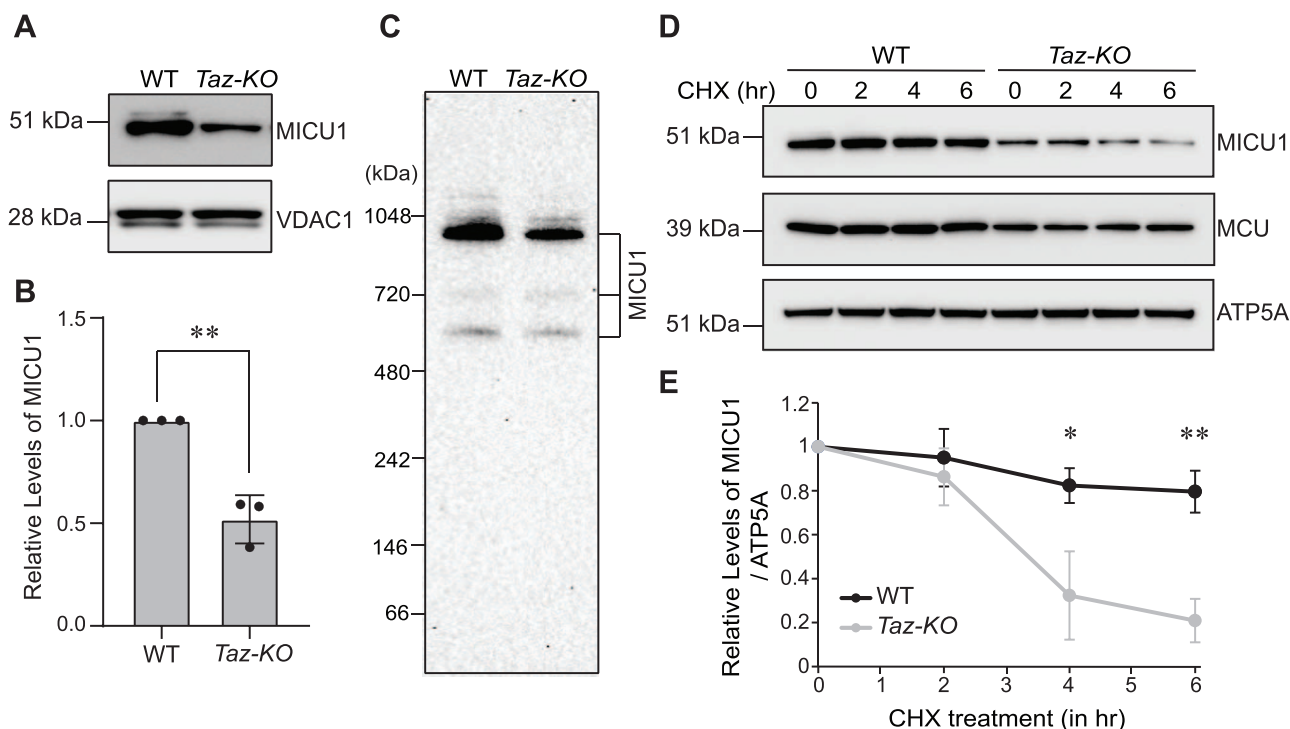 A
WT Taz-KO
51 kDa
MICU1
28 kDa
VDAC1
B
Relative Levels of MICU1
1.5
1.0
0.5
0.0
**
WT
Taz-KO
C
WT Taz-KO
(kDa)
1048
720
480
242
146
66
MICU1
D
WT
Taz-KO
CHX (hr) 0 2 4 6 0 2 4 6
51 kDa
MICU1
39 kDa
MCU
51 kDa
ATP5A
E
Relative Levels of MICU1
/ ATP5A
1.2
1
0.8
0.6
0.4
0.2
0
*
**
WT
Taz-KO
0 1 2 3 4 5 6
CHX treatment (in hr)